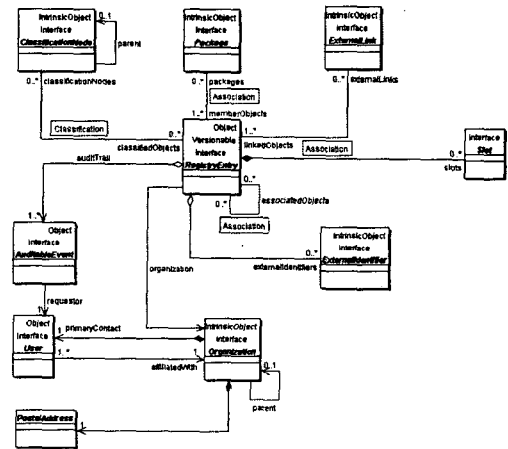 IntrinsicObject
Interface
ClassificationNode
0..1
parent
0..*
classificationNodes
IntrinsicObject
Interface
Package
0..*
packages
Association
1..*
memberObjects
IntrinsicObject
Interface
ExternalLink
0..*
externalLinks
Classification
0..*
classifiedObjects
Object
Versionable
Interface
RegistryEntry
1..*
linkedObjects
Association
Interface
Slot
0..*
slots
auditTrail
0..*
0..*
associatedObjects
Association
1..*
Object
Interface
AuditableEvent
organization
0..*
externalIdentifiers
IntrinsicObject
Interface
ExternalIdentifier
requestor
1
Object
Interface
User
1
primaryContact
1..*
1
affiliatedWith
IntrinsicObject
Interface
Organization
0..1
parent
PostalAddress
1